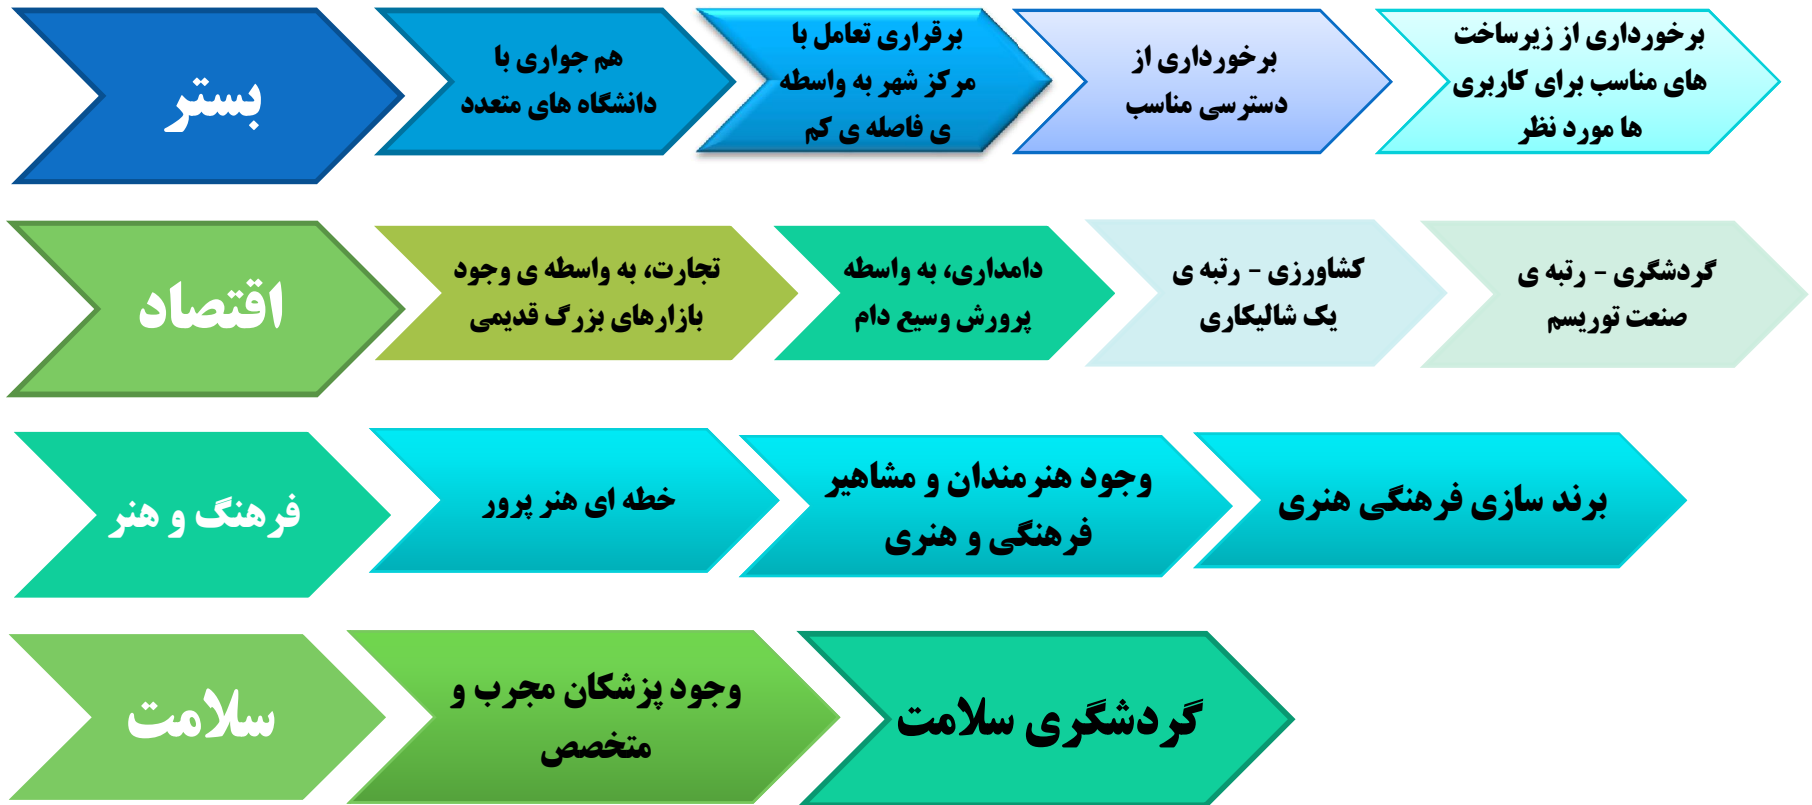 بستر
هم جواری با
دانشگاه های متعدد
برقراری تعامل با
مرکز شهر به واسطه
ی فاصله ی کم
برخورداری از
دسترسی مناسب
برخورداری از زیرساخت
های مناسب برای کاربری
ها مورد نظر
اقتصاد
تجارت، به واسطه ی وجود
بازارهای بزرگ قدیمی
دامداری، به واسطه
پرورش وسیع دام
کشاورزی - رتبه ی
یک شالیکاری
گردشگری - رتبه ی
صنعت توریسم
فرهنگ و هنر
خطه ای هنر پرور
وجود هنرمندان و مشاهیر
فرهنگی و هنری
برند سازی فرهنگی هنری
سلامت
وجود پزشکان مجرب و
متخصص
گردشگری سلامت